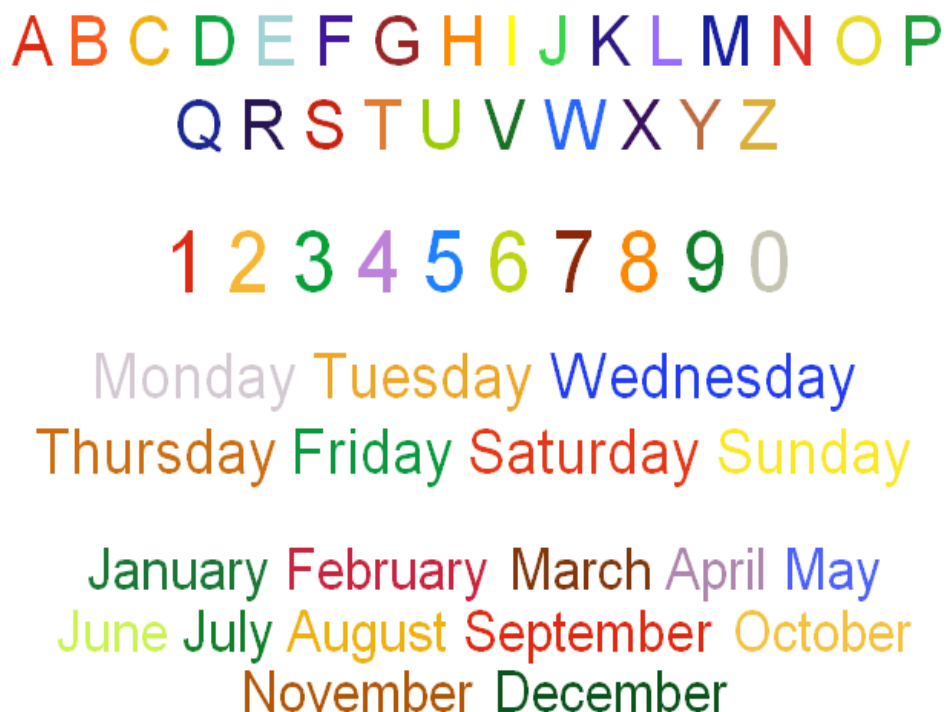 A B C D E F G H I J K L M N O P
Q R S T U V W X Y Z
1 2 3 4 5 6 7 8 9 0
Monday Tuesday Wednesday
Thursday Friday Saturday Sunday
January February March April May
June July August September October
November December